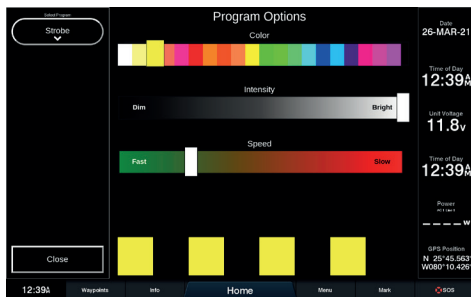 Select Program
Strobe
Program Options
Color
Intensity
Dim
Bright
Speed
Fast
Slow
Close
Date
26-MAR-21
Time of Day
12:39AM
Unit Voltage
11.8v
Time of Day
12:39AM
Power
_ _ _ _ W
GPS Position
N 25°45.563'
W080°10.426'
12:39AM
Waypoints
Info
Home
Menu
Mark
SOS